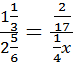 1 1/3 / 2 5/6 = 2/17 / 1/4 x